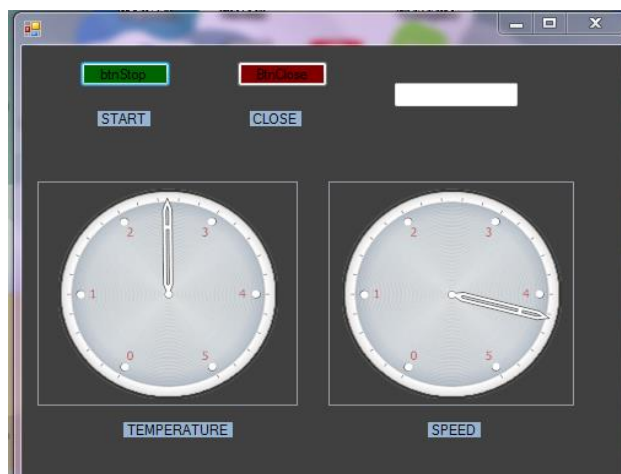 btnStop BtnClose
START CLOSE
2 3 2 3
1 4 1 4
0 5 0 5
TEMPERATURE SPEED